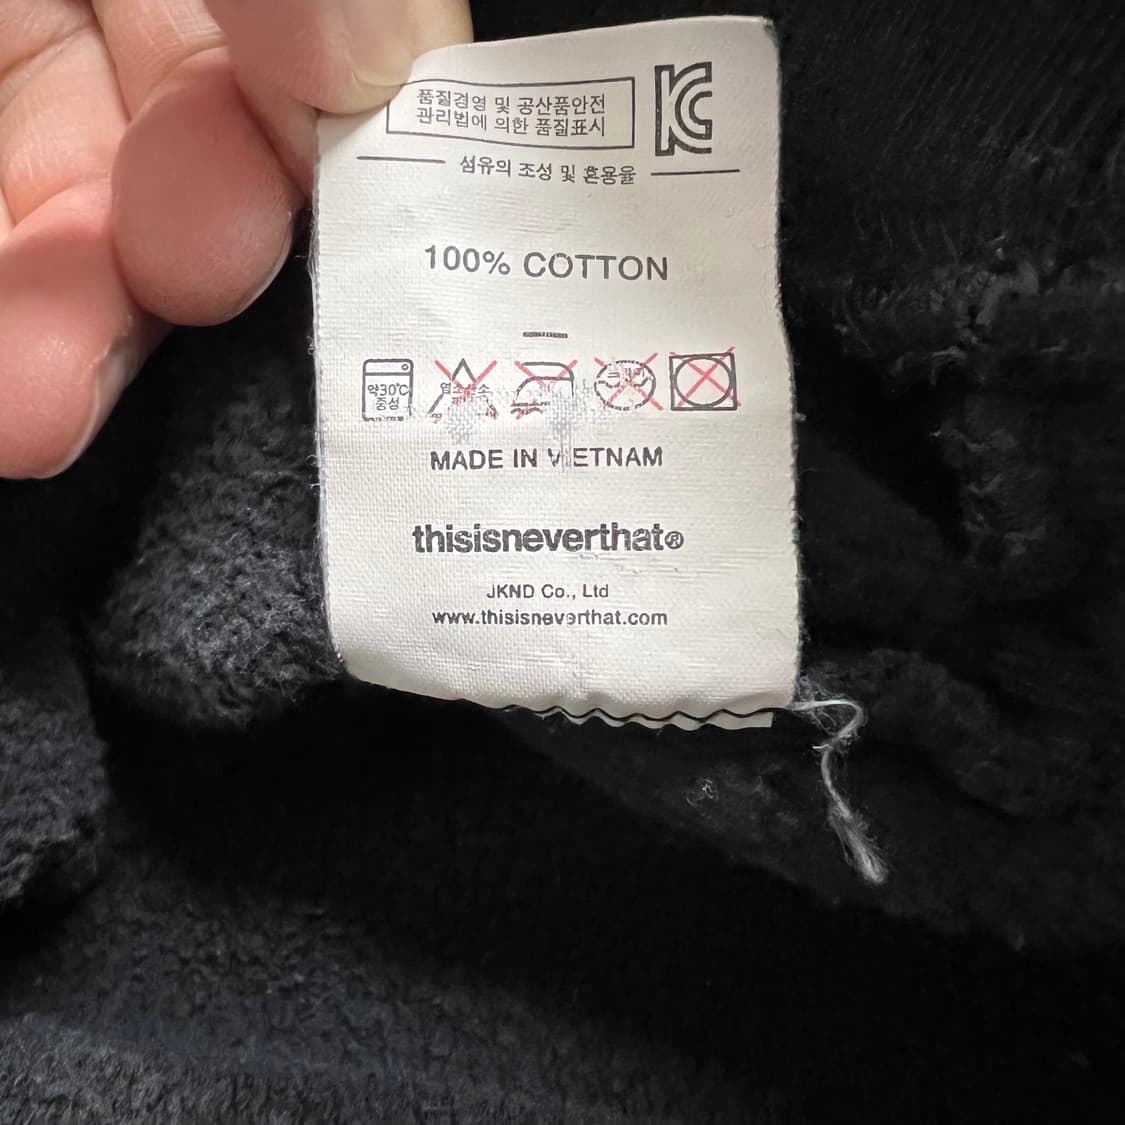 품질경영 및 공산품안전
관리법에 의한 품질표시
섬유의 조성 및 혼용율
100% COTTON
약30℃
중성
MADE IN VIETNAM
thisisneverthat®
JKND Co., Ltd
www.thisisneverthat.com